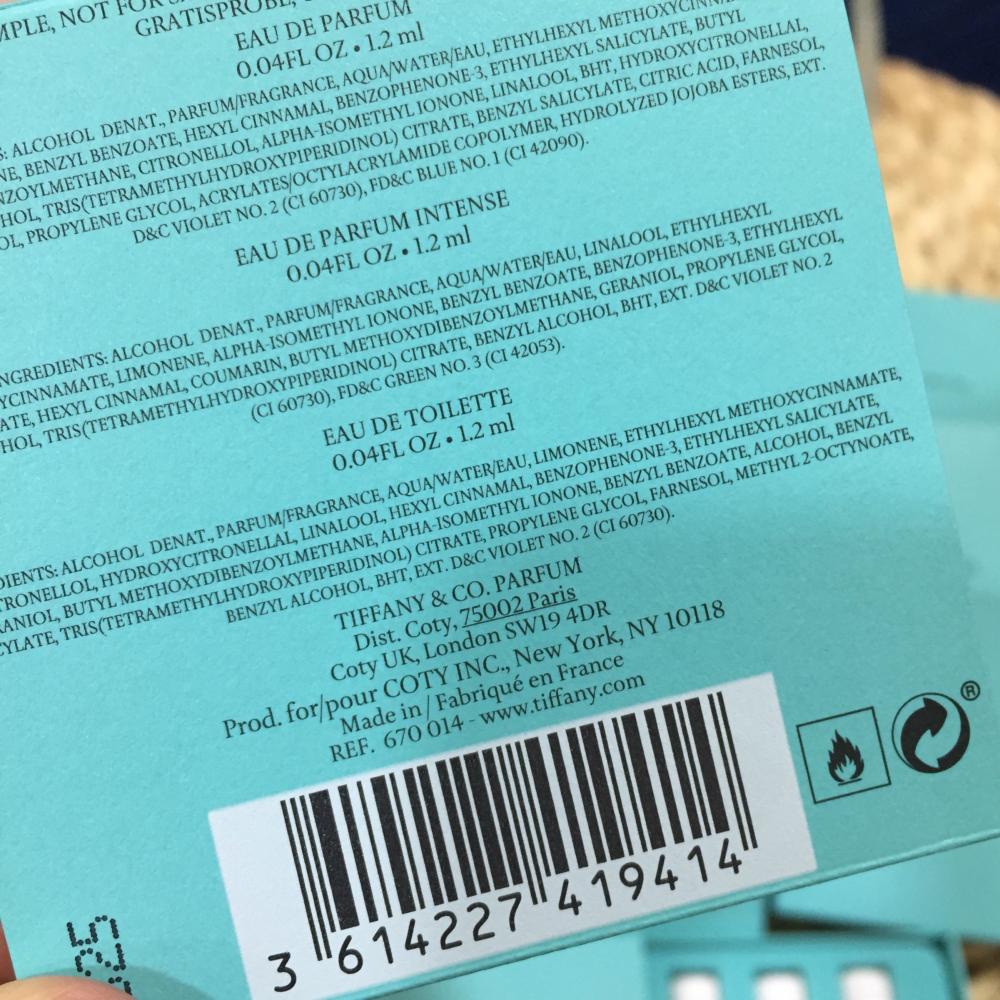 MPLE, NOT FOR
GRATISPROBE,
EAU DE PARFUM
0.04FL OZ • 1.2 ml
S: ALCOHOL DENAT., PARFUM/FRAGRANCE, AQUA/WATER/EAU, ETHYLHEXYL METHOXYCINNA
NE, BENZYL BENZOATE, HEXYL CINNAMAL, BENZOPHENONE-3, ETHYLHEXYL SALICYLATE, BUTYL
NZOYLMETHANE, CITRONELLOL, ALPHA-ISOMETHYL IONONE, LINALOOL, BHT, HYDROXYCITRONELLAL,
HOL, TRIS(TETRAMETHYLHYDROXYPIPERIDINOL) CITRATE, BENZYL SALICYLATE, CITRIC ACID, FARNESOL,
OL, PROPYLENE GLYCOL, ACRYLATES/OCTYLACRYLAMIDE COPOLYMER, HYDROLYZED JOJOBA ESTERS, EXT.
D&C VIOLET NO. 2 (CI 60730), FD&C BLUE NO. 1 (CI 42090).
EAU DE PARFUM INTENSE
0.04FL OZ • 1.2 ml
NGREDIENTS: ALCOHOL DENAT., PARFUM/FRAGRANCE, AQUA/WATER/EAU, LINALOOL, ETHYLHEXYL
YCINNAMATE, LIMONENE, ALPHA-ISOMETHYL IONONE, BENZYL BENZOATE, BENZOPHENONE-3, ETHYLHEXYL
ATE, HEXYL CINNAMAL, COUMARIN, BUTYL METHOXYDIBENZOYLMETHANE, GERANIOL, PROPYLENE GLYCOL,
HOL, TRIS(TETRAMETHYLHYDROXYPIPERIDINOL) CITRATE, BENZYL ALCOHOL, BHT, EXT. D&C VIOLET NO. 2
(CI 60730), FD&C GREEN NO. 3 (CI 42053).
EAU DE TOILETTE
0.04FL OZ • 1.2 ml
DIENTS: ALCOHOL DENAT., PARFUM/FRAGRANCE, AQUA/WATER/EAU, LIMONENE, ETHYLHEXYL METHOXYCINNAMATE,
TRONELLOL, HYDROXYCITRONELLAL, LINALOOL, HEXYL CINNAMAL, BENZOPHENONE-3, ETHYLHEXYL SALICYLATE,
ANIOL, BUTYL METHOXYDIBENZOYLMETHANE, ALPHA-ISOMETHYL IONONE, BENZYL BENZOATE, ALCOHOL, BENZYL
CYLATE, TRIS(TETRAMETHYLHYDROXYPIPERIDINOL) CITRATE, PROPYLENE GLYCOL, FARNESOL, METHYL 2-OCTYNOATE,
BENZYL ALCOHOL, BHT, EXT. D&C VIOLET NO. 2 (CI 60730).
TIFFANY & CO. PARFUM
Dist. Coty, 75002 Paris
Coty UK, London SW19 4DR
Prod. for/pour COTY INC., New York, NY 10118
Made in / Fabriqué en France
REF. 670 014 - www.tiffany.com
®
3 614227 419414